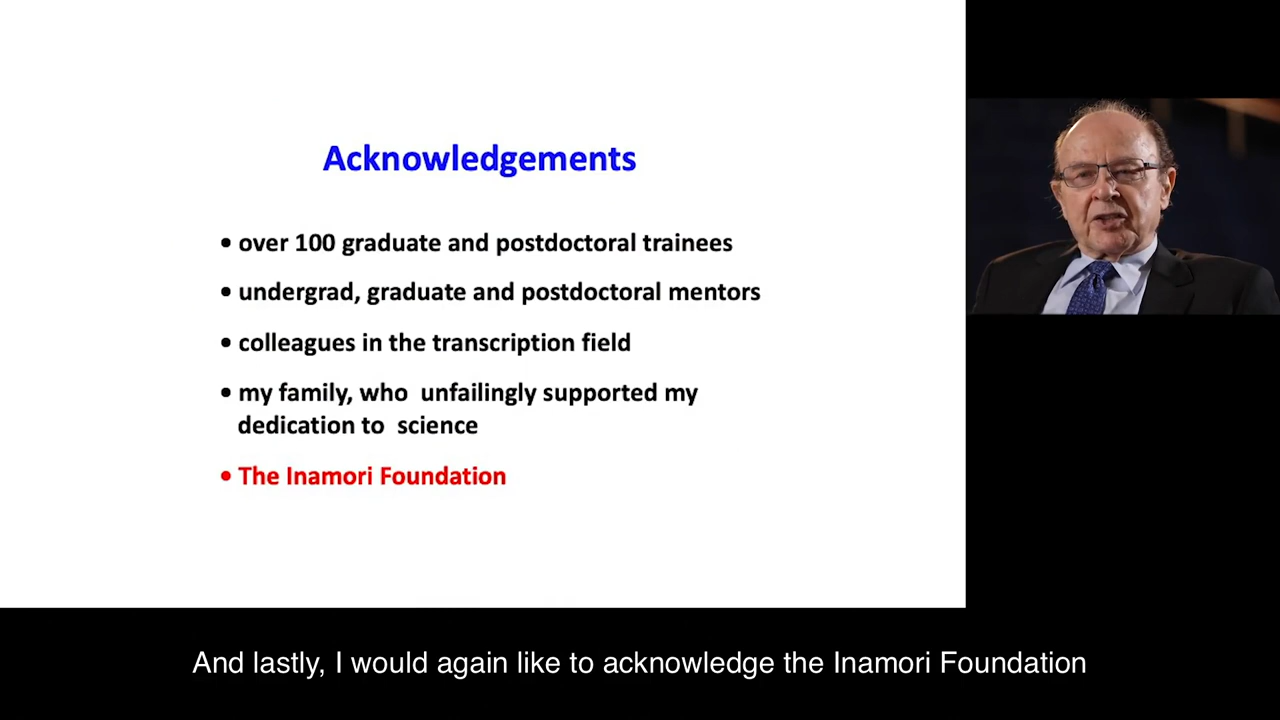 Acknowledgements
• over 100 graduate and postdoctoral trainees
• undergrad, graduate and postdoctoral mentors
• colleagues in the transcription field
• my family, who  unfailingly supported my
dedication to  science
• The Inamori Foundation
And lastly, I would again like to acknowledge the Inamori Foundation